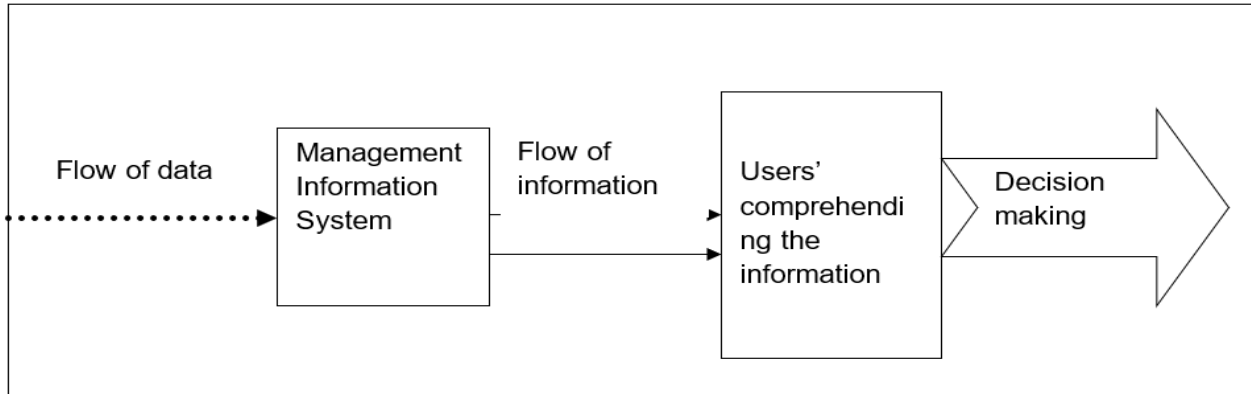 Flow of data
Management
Information
System
Flow of
information
Users’
comprehendi
ng the
information
Decision
making